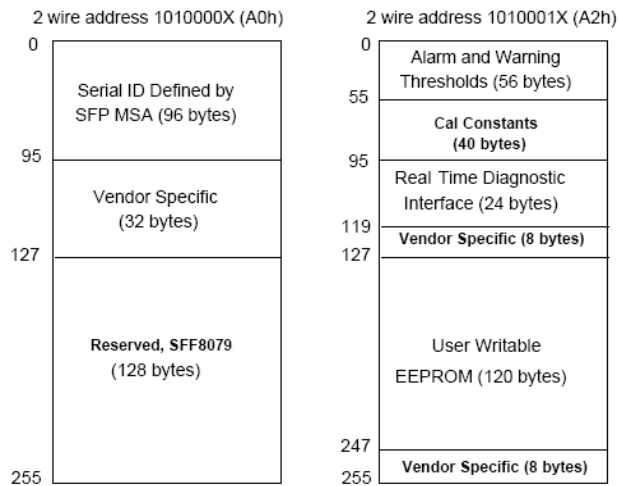 2 wire address 1010000X (A0h)
0
Serial ID Defined by
SFP MSA (96 bytes)
95
Vendor Specific
(32 bytes)
127
Reserved, SFF8079
(128 bytes)
255
2 wire address 1010001X (A2h)
0
Alarm and Warning
Thresholds (56 bytes)
55
Cal Constants
(40 bytes)
95
Real Time Diagnostic
Interface (24 bytes)
119
Vendor Specific (8 bytes)
127
User Writable
EEPROM (120 bytes)
247
Vendor Specific (8 bytes)
255